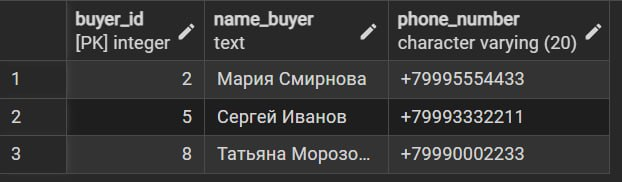 buyer_id name_buyer phone_number
[PK] integer text character varying (20)
1 2 Мария Смирнова +79995554433
2 5 Сергей Иванов +79993332211
3 8 Татьяна Морозо... +79990002233